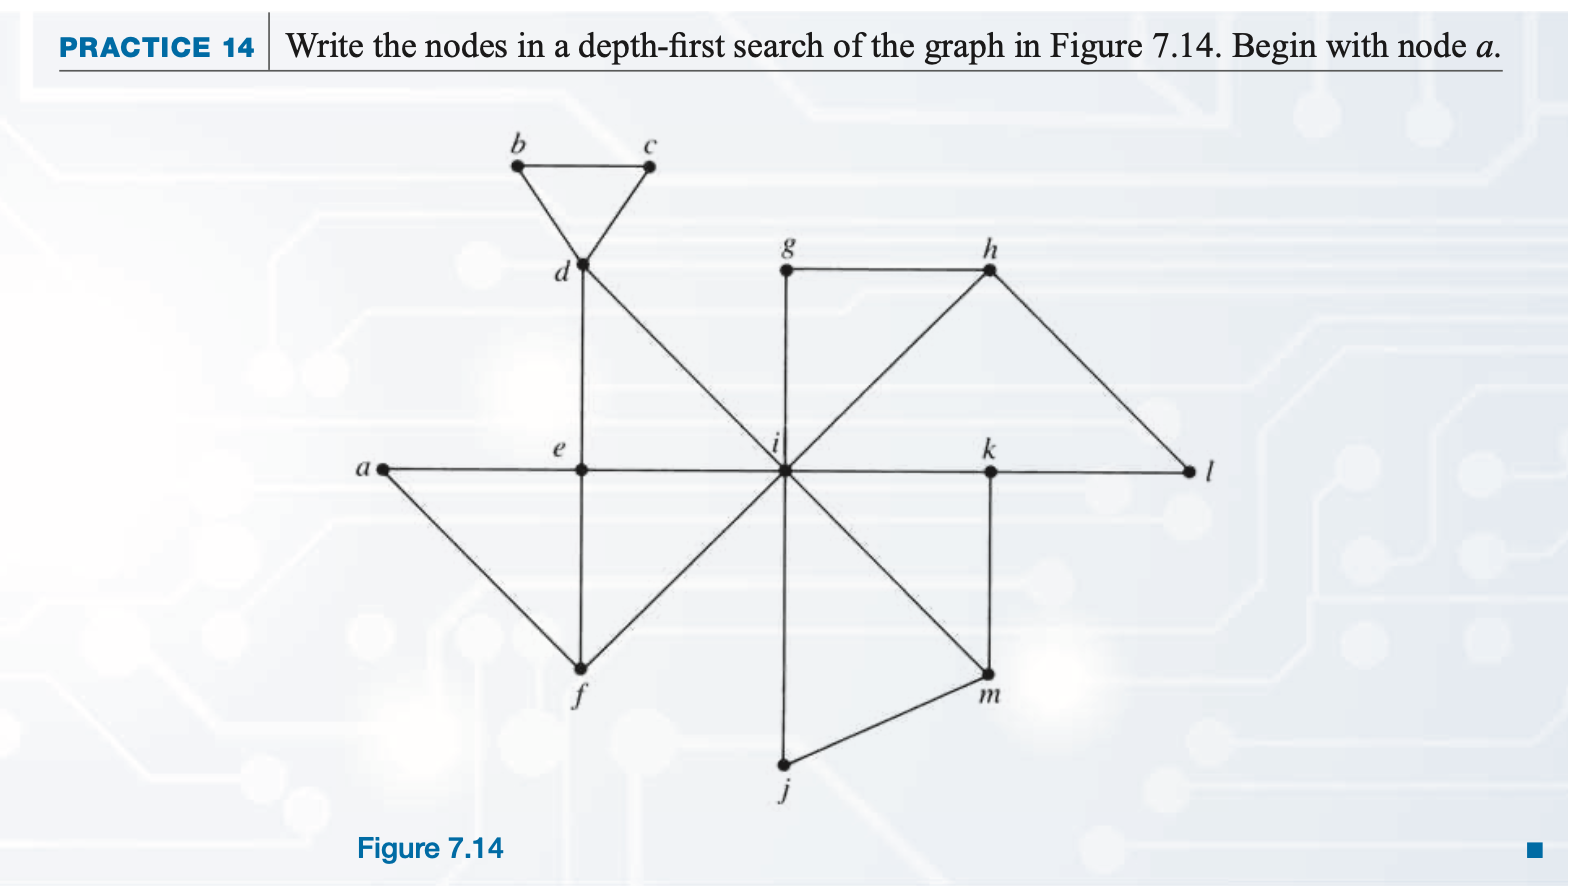 PRACTICE 14 Write the nodes in a depth-first search of the graph in Figure 7.14. Begin with node a.
b c
g h
d
e i k
a l
f m
j
Figure 7.14